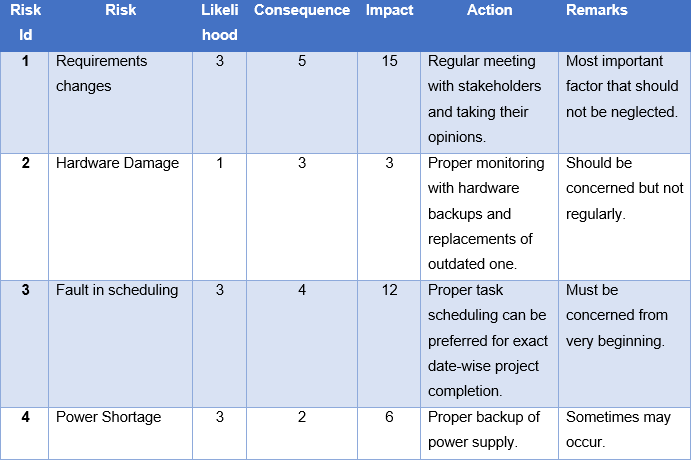 Risk Id | Risk | Likeli hood | Consequence | Impact | Action | Remarks
1 | Requirements changes | 3 | 5 | 15 | Regular meeting with stakeholders and taking their opinions. | Most important factor that should not be neglected.
2 | Hardware Damage | 1 | 3 | 3 | Proper monitoring with hardware backups and replacements of outdated one. | Should be concerned but not regularly.
3 | Fault in scheduling | 3 | 4 | 12 | Proper task scheduling can be preferred for exact date-wise project completion. | Must be concerned from very beginning.
4 | Power Shortage | 3 | 2 | 6 | Proper backup of power supply. | Sometimes may occur.